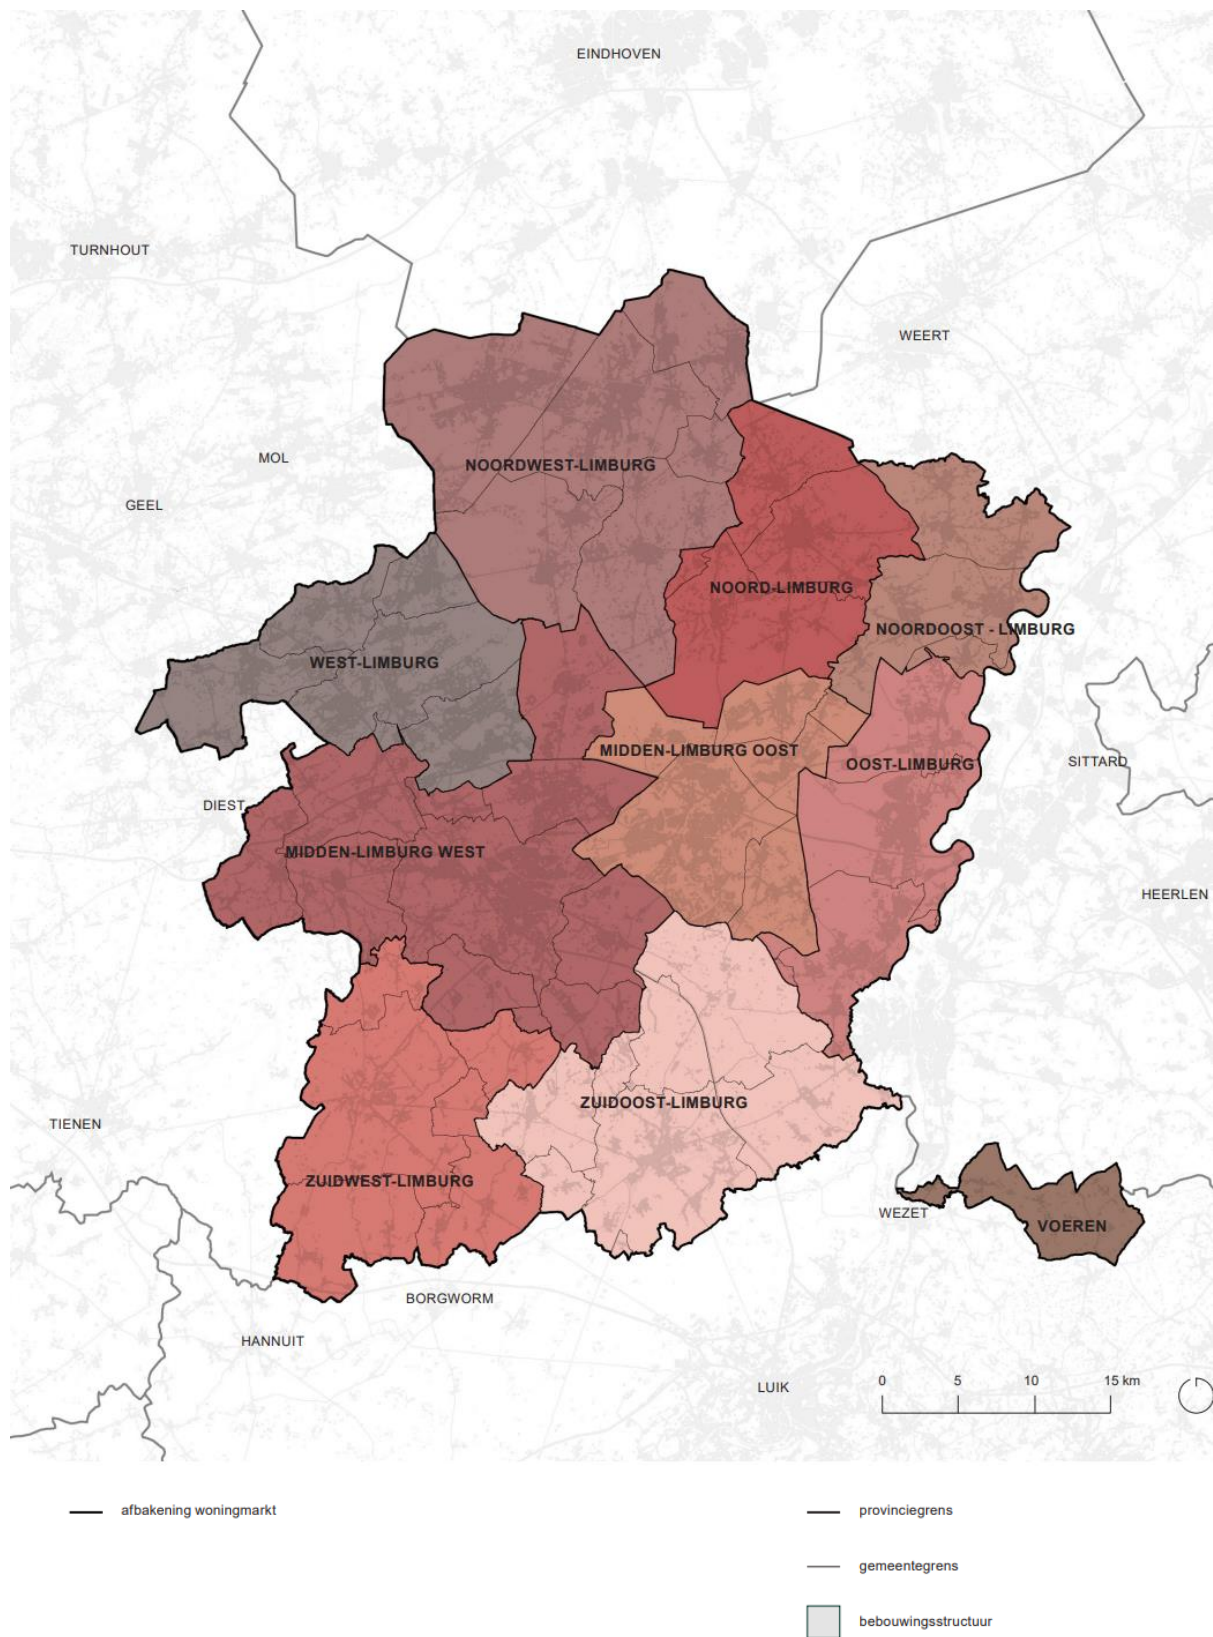 EINDHOVEN
TURNHOUT
WEERT
MOL
NOORDWEST-LIMBURG
GEEL
NOORD-LIMBURG
NOORDOOST - LIMBURG
WEST-LIMBURG
MIDDEN-LIMBURG OOST
OOST-LIMBURG
SITTARD
DIEST
MIDDEN-LIMBURG WEST
HEERLEN
ZUIDOOST-LIMBURG
TIENEN
ZUIDWEST-LIMBURG
WEZET
VOEREN
BORGWORM
HANNUIT
LUIK
0 5 10 15 km
afbakening woningmarkt
provinciegrens
gemeentegrens
bebouwingsstructuur